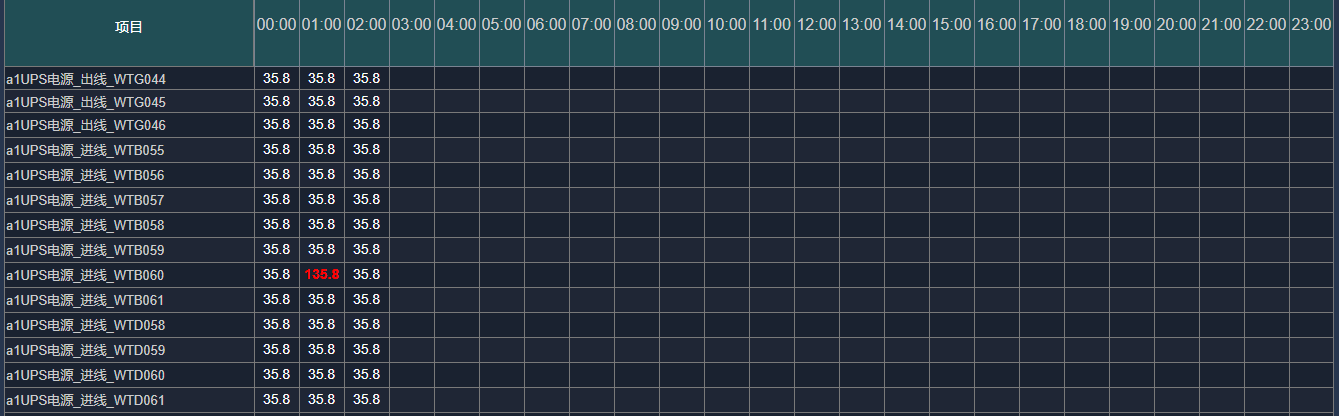 项目 00:00 01:00 02:00 03:00 04:00 05:00 06:00 07:00 08:00 09:00 10:00 11:00 12:00 13:00 14:00 15:00 16:00 17:00 18:00 19:00 20:00 21:00 22:00 23:00
a1UPS电源_出线_WTG044 35.8 35.8 35.8
a1UPS电源_出线_WTG045 35.8 35.8 35.8
a1UPS电源_出线_WTG046 35.8 35.8 35.8
a1UPS电源_进线_WTB055 35.8 35.8 35.8
a1UPS电源_进线_WTB056 35.8 35.8 35.8
a1UPS电源_进线_WTB057 35.8 35.8 35.8
a1UPS电源_进线_WTB058 35.8 35.8 35.8
a1UPS电源_进线_WTB059 35.8 35.8 35.8
a1UPS电源_进线_WTB060 35.8 135.8 35.8
a1UPS电源_进线_WTB061 35.8 35.8 35.8
a1UPS电源_进线_WTD058 35.8 35.8 35.8
a1UPS电源_进线_WTD059 35.8 35.8 35.8
a1UPS电源_进线_WTD060 35.8 35.8 35.8
a1UPS电源_进线_WTD061 35.8 35.8 35.8